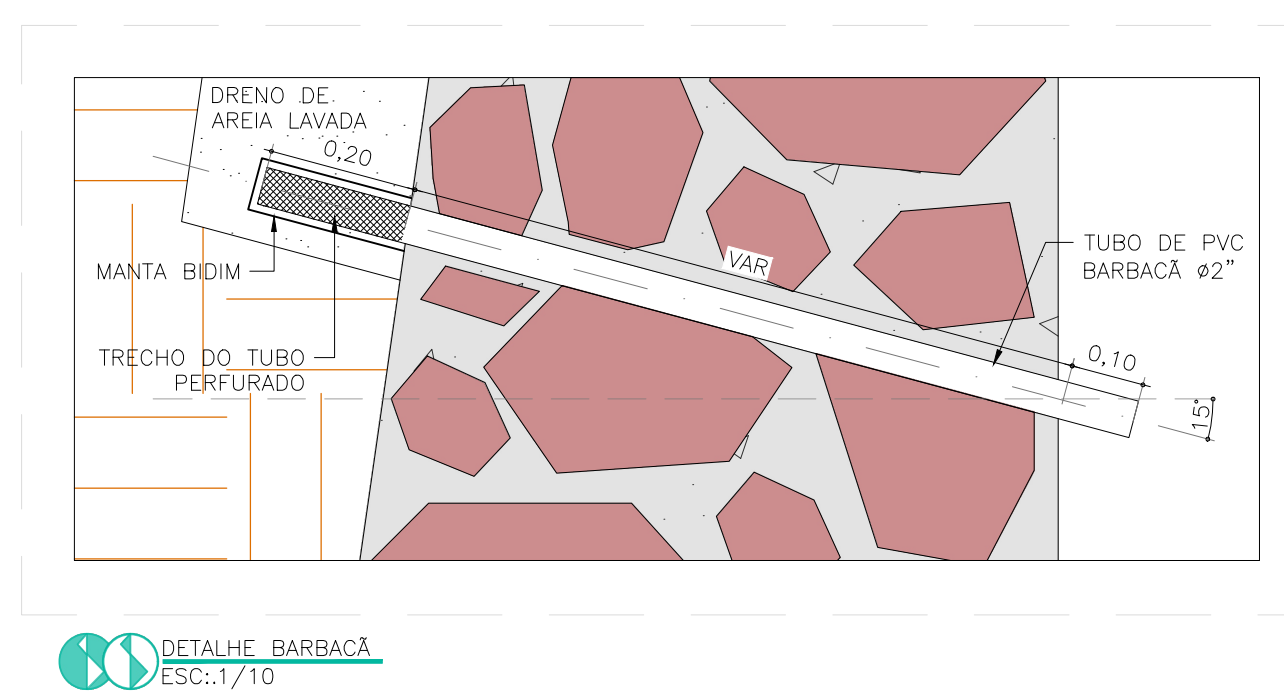 DRENO DE
AREIA LAVADA
0,20
MANTA BIDIM
TRECHO DO TUBO
PERFURADO
VAR
TUBO DE PVC
BARBACÃ ø2"
0,10
15°
DETALHE BARBACÃ
ESC:.1/10